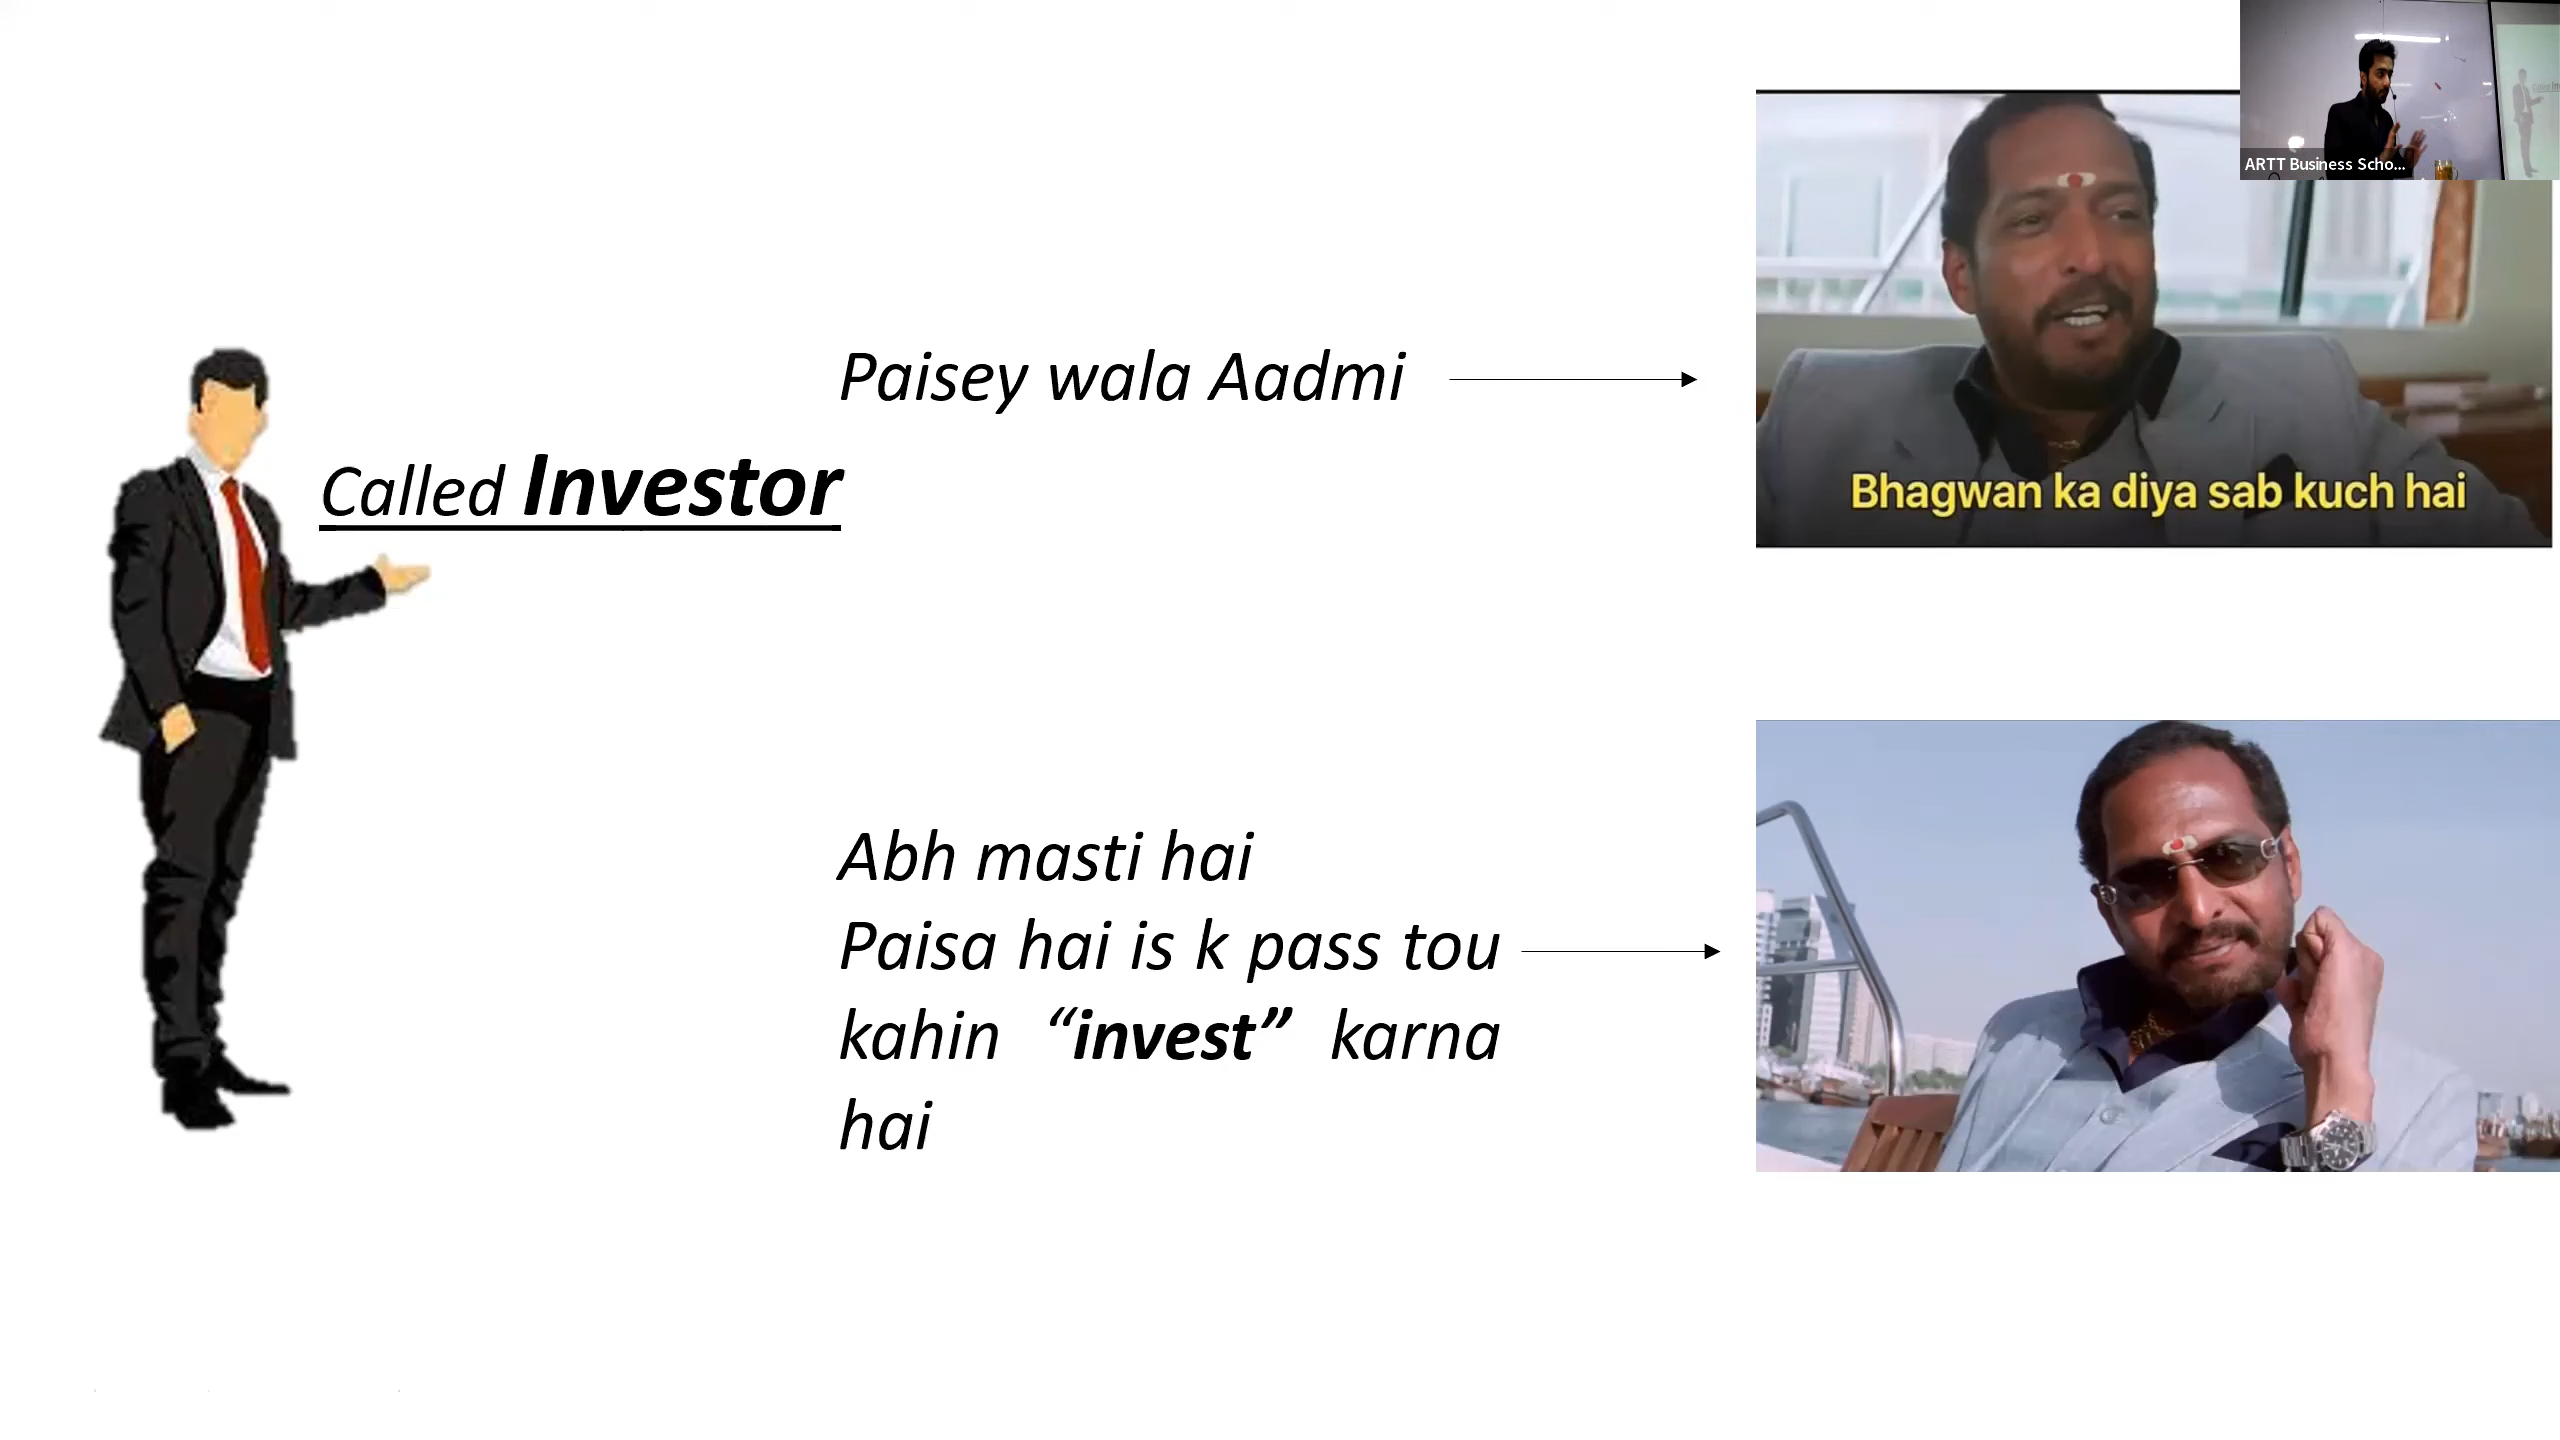 ARTT Business Scho...
Paisey wala Aadmi
Called Investor
Bhagwan ka diya sab kuch hai
Abh masti hai
Paisa hai is k pass tou
kahin “invest” karna
hai